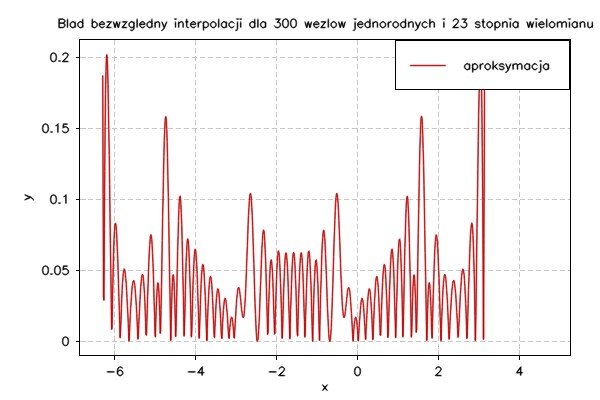 Blad bezwzgledny interpolacji dla 300 wezlow jednorodnych i 23 stopnia wielomianu
aproksymacja
0.2
0.15
0.1
0.05
0
y
−6 −4 −2 0 2 4
x